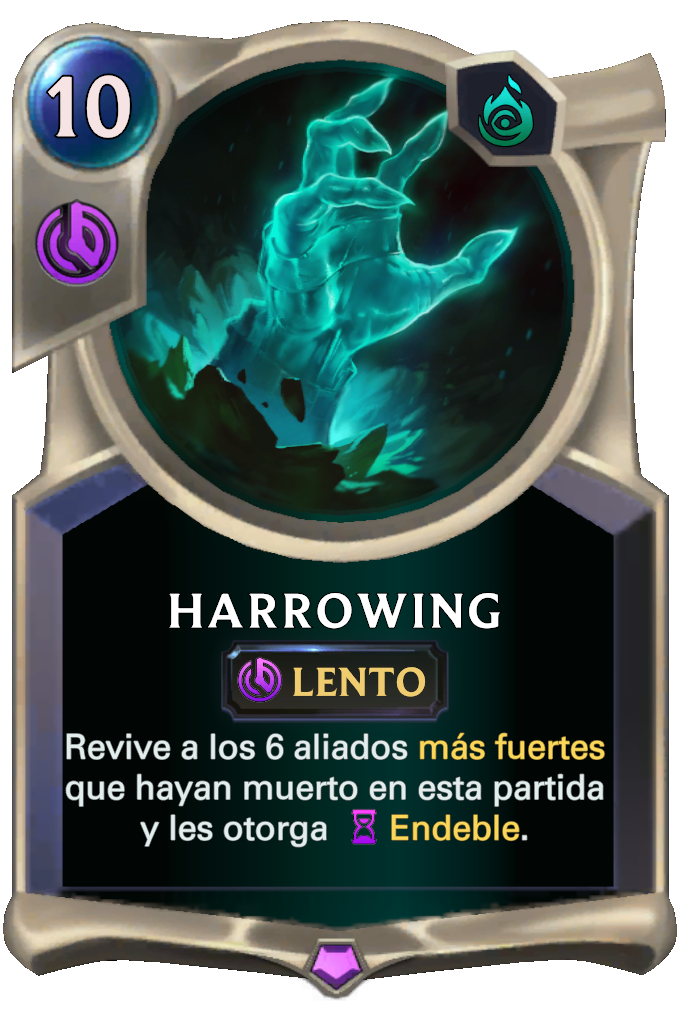 10
HARROWING
LENTO
Revive a los 6 aliados más fuertes
que hayan muerto en esta partida
y les otorga Endeble.